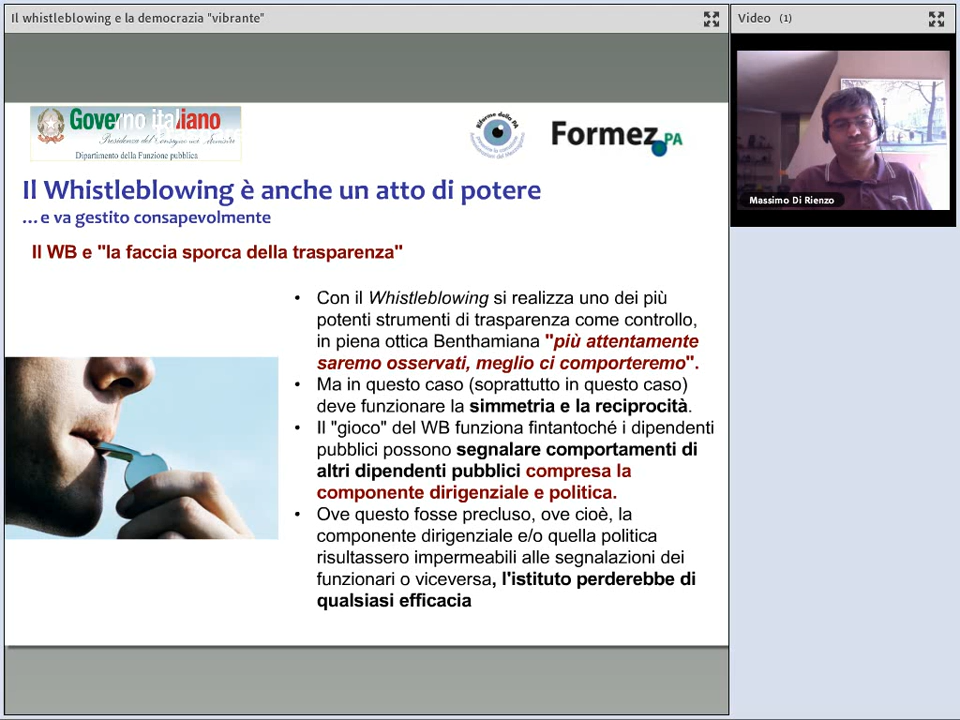 Il whistleblowing e la democrazia "vibrante"
Video (1)
Governo italiano
Presidenza del Consiglio dei Ministri
Dipartimento della Funzione pubblica
Riforme della PA
Formez PA
Massimo Di Rienzo
Il Whistleblowing è anche un atto di potere
...e va gestito consapevolmente
Il WB e "la faccia sporca della trasparenza"
• Con il Whistleblowing si realizza uno dei più
potenti strumenti di trasparenza come controllo,
in piena ottica Benthamiana "più attentamente
saremo osservati, meglio ci comporteremo".
• Ma in questo caso (soprattutto in questo caso)
deve funzionare la simmetria e la reciprocità.
• Il "gioco" del WB funziona fintantoché i dipendenti
pubblici possono segnalare comportamenti di
altri dipendenti pubblici compresa la
componente dirigenziale e politica.
• Ove questo fosse precluso, ove cioè, la
componente dirigenziale e/o quella politica
risultassero impermeabili alle segnalazioni dei
funzionari o viceversa, l'istituto perderebbe di
qualsiasi efficacia